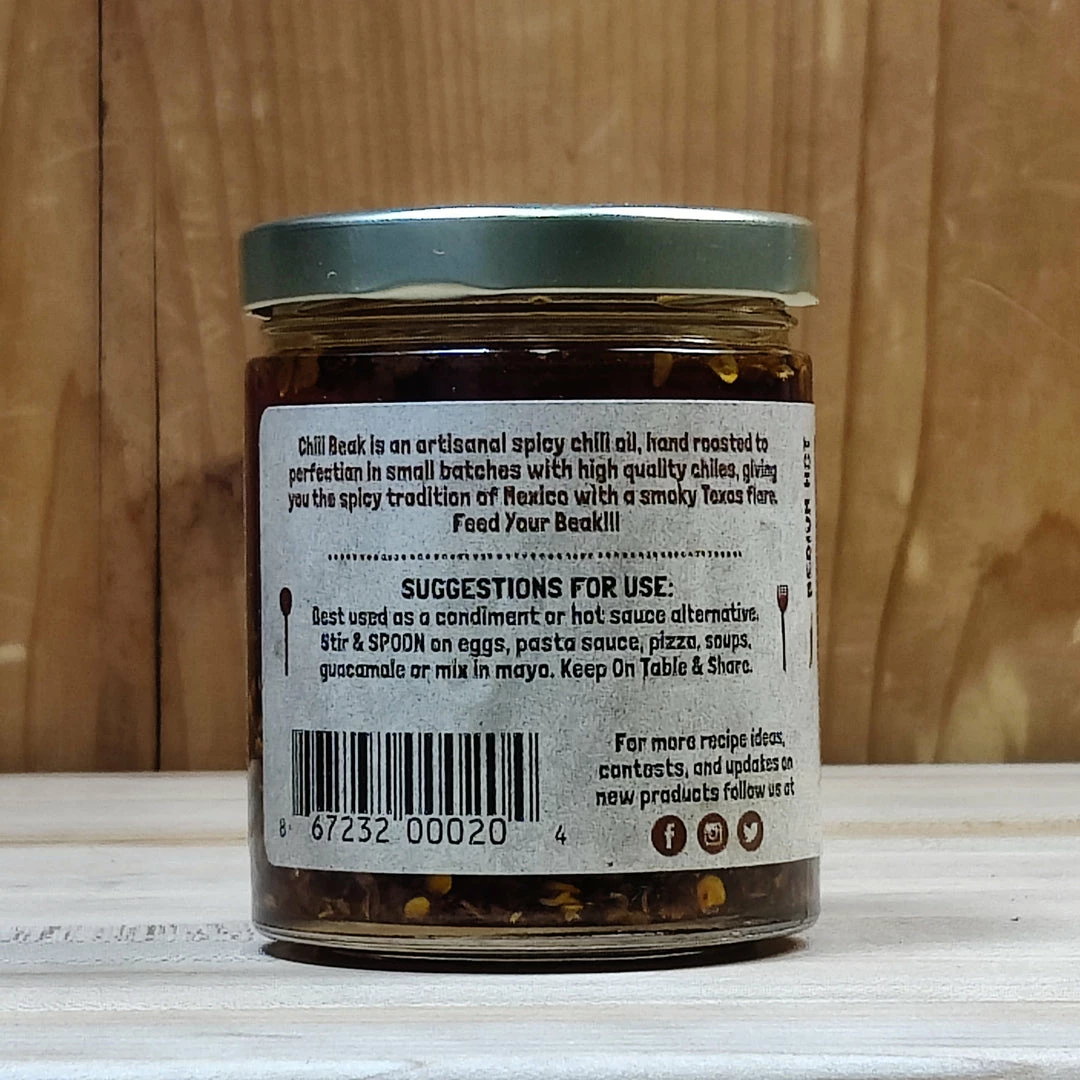 Chili Beak is an artisanal spicy chili oil, hand roasted to
perfection in small batches with high quality chiles, giving
you the spicy tradition of Mexico with a smoky Texas flare.
Feed Your Beak!!!
SUGGESTIONS FOR USE:
Best used as a condiment or hot sauce alternative.
Stir & SPOON on eggs, pasta sauce, pizza, soups,
guacamole or mix in mayo. Keep On Table & Share.
MEDIUM HOT
For more recipe ideas,
contests, and updates on
new products follow us at
8 67232 00020 4